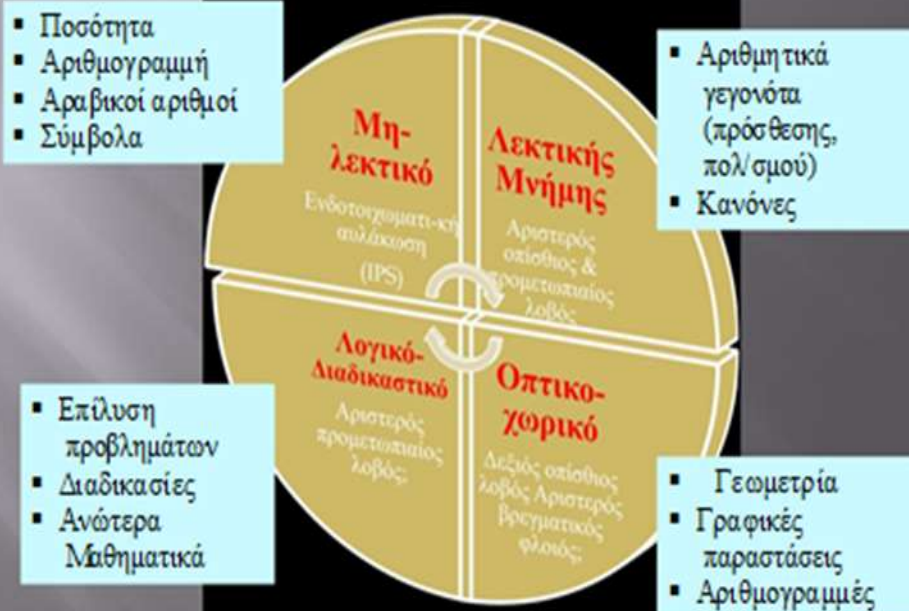 ▪ Ποσότητα
▪ Αριθμογραμμή
▪ Αραβικοί αριθμοί
▪ Σύμβολα
Μη-
λεκτικό
Ενδοτοιχωματι-κή
αυλάκωση
(IPS)
Λεκτικής
Μνήμης
Αριστερός
οπίσθιος &
προμετωπιαίος
λοβός;
▪ Αριθμητικά
γεγονότα
(πρόσθεσης,
πολ/σμού)
▪ Κανόνες
▪ Επίλυση
προβλημάτων
▪ Διαδικασίες
▪ Ανώτερα
Μαθηματικά
Λογικό-
Διαδικαστικό
Αριστερός
προμετωπιαίος
λοβός;
Οπτικο-
χωρικό
Δεξιός οπίσθιος
λοβός Αριστερός
βρεγματικός
φλοιός;
▪ Γεωμετρία
▪ Γραφικές
παραστάσεις
▪ Αριθμογραμμές